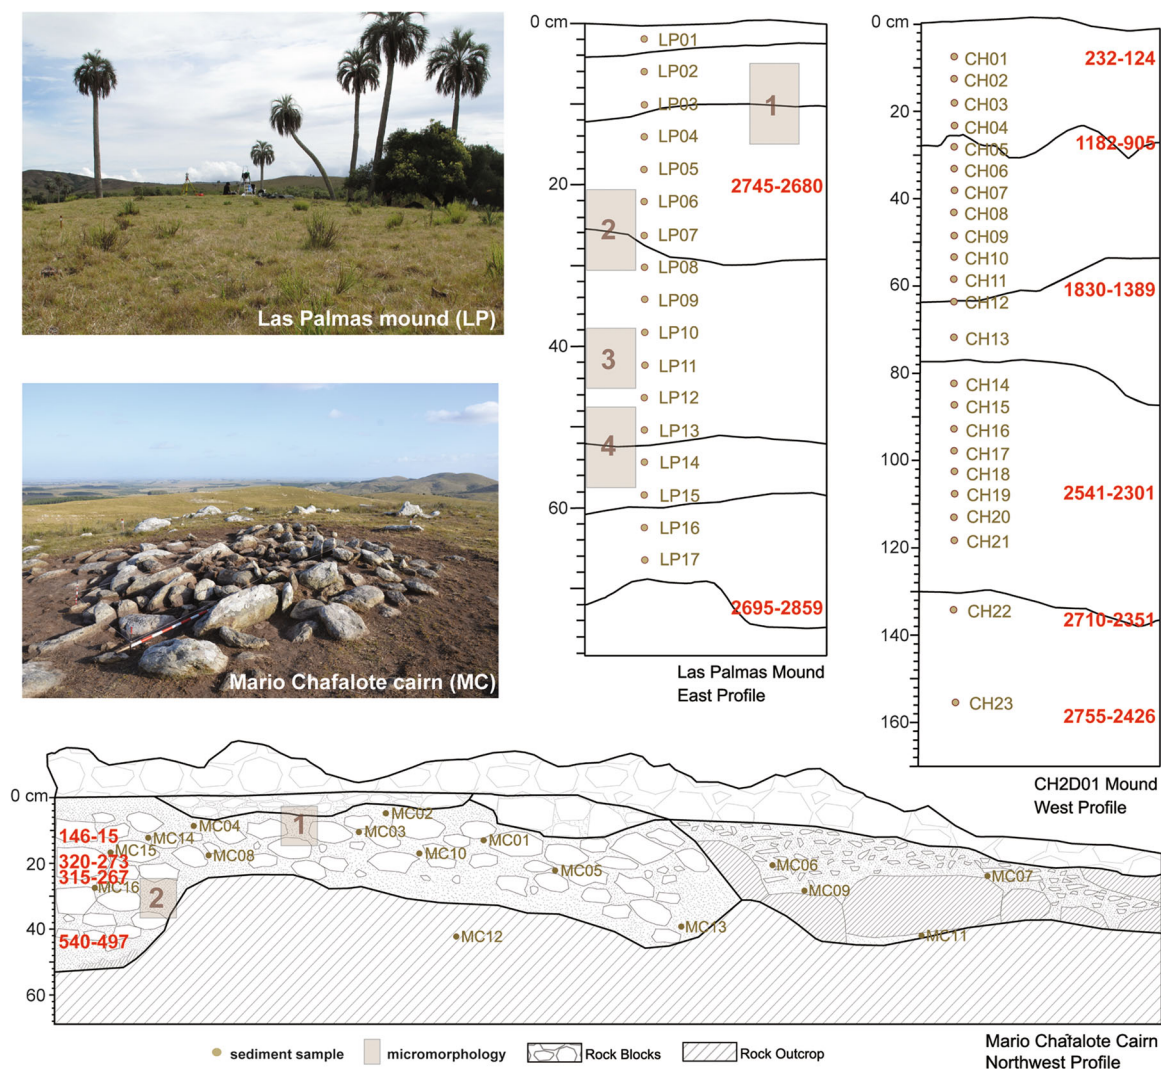 Las Palmas mound (LP)
Mario Chafalote cairn (MC)
0 cm
20
40
60
LP01
LP02
LP03
LP04
LP05
LP06
LP07
LP08
LP09
LP10
LP11
LP12
LP13
LP14
LP15
LP16
LP17
1
2
3
4
2745-2680
2695-2859
Las Palmas Mound
East Profile
0 cm
20
40
60
80
100
120
140
160
CH01
CH02
CH03
CH04
CH05
CH06
CH07
CH08
CH09
CH10
CH11
CH12
CH13
CH14
CH15
CH16
CH17
CH18
CH19
CH20
CH21
CH22
CH23
232-124
1182-905
1830-1389
2541-2301
2710-2351
2755-2426
CH2D01 Mound
West Profile
0 cm
20
40
60
146-15
320-273
315-267
540-497
MC14
MC15
MC16
MC04
MC08
1
2
MC02
MC03
MC10
MC01
MC05
MC12
MC13
MC06
MC09
MC07
MC11
sediment sample
micromorphology
Rock Blocks
Rock Outcrop
Mario Chafalote Cairn
Northwest Profile